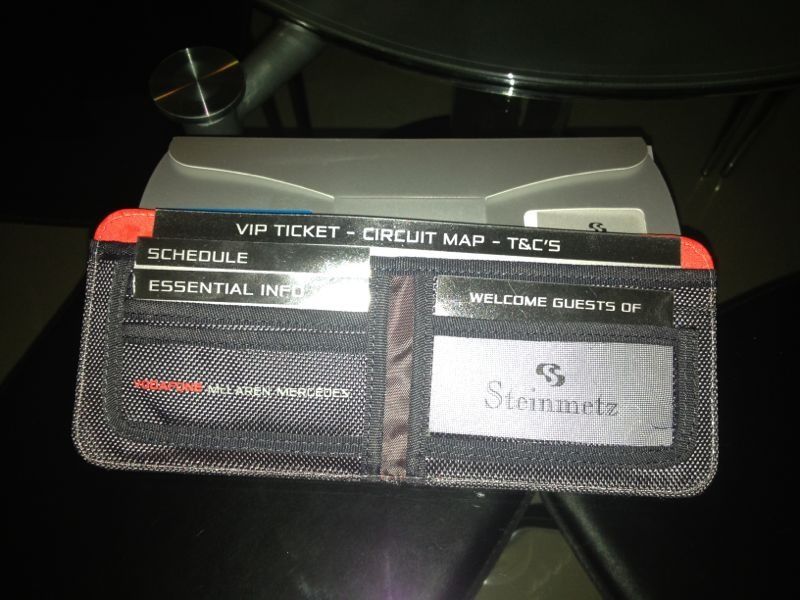 VIP TICKET - CIRCUIT MAP - T&C'S
SCHEDULE
ESSENTIAL INFO
WELCOME GUESTS OF
VODAFONE MCLAREN MERCEDES
Steinmetz